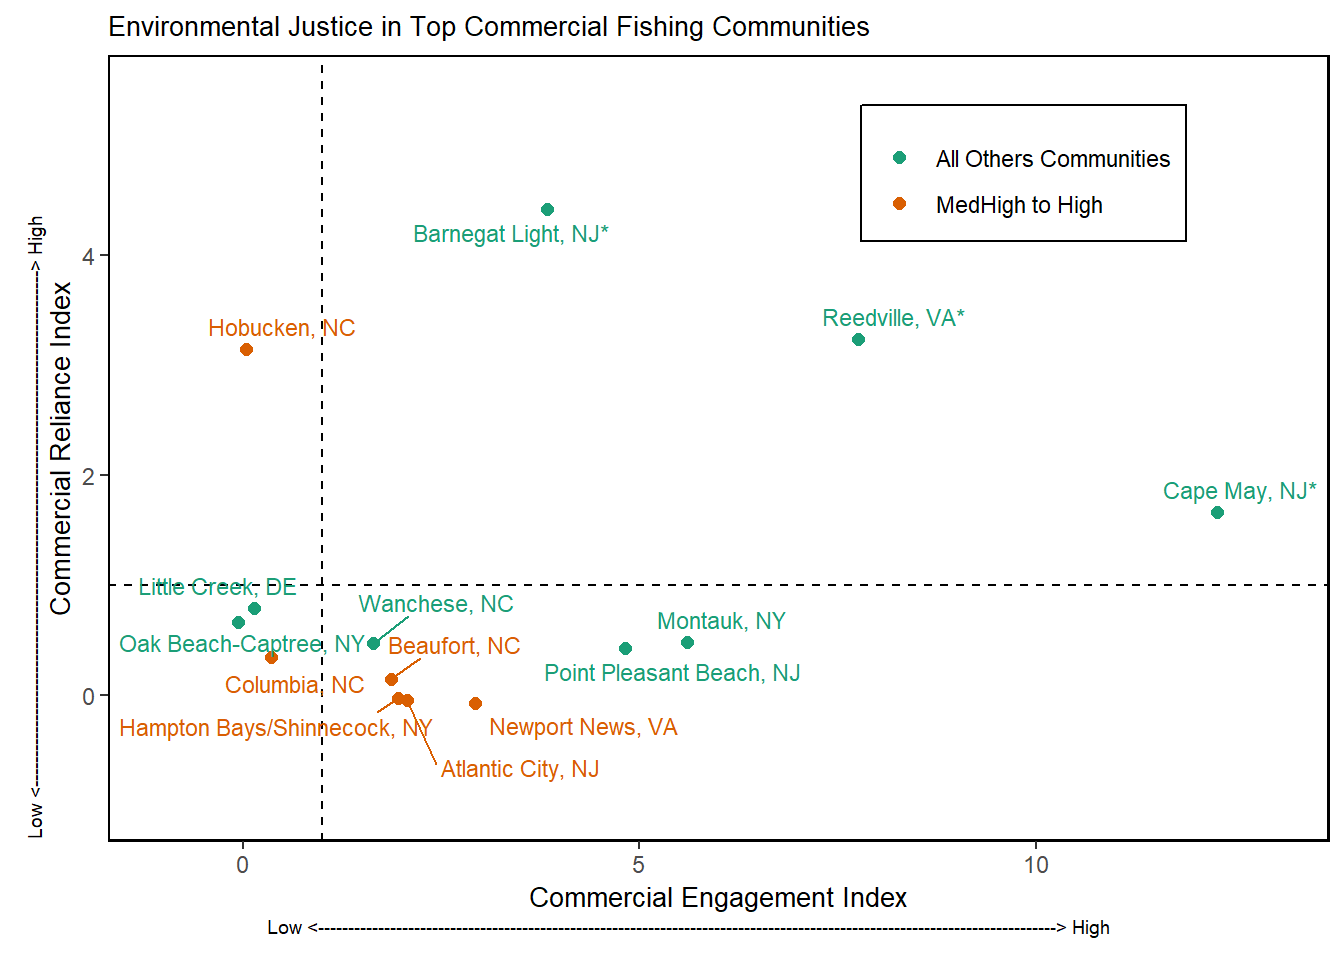 Environmental Justice in Top Commercial Fishing Communities
All Others Communities
MedHigh to High
Barnegat Light, NJ*
Hobucken, NC
Reedville, VA*
Cape May, NJ*
Little Creek, DE
Wanchese, NC
Montauk, NY
Oak Beach-Captree, NY
Beaufort, NC
Point Pleasant Beach, NJ
Columbia, NC
Hampton Bays/Shinnecock, NY
Newport News, VA
Atlantic City, NJ
4
2
0
Commercial Reliance Index
Low <--------------------------------------------------------------------------------------> High
0
5
10
Commercial Engagement Index
Low <----------------------------------------------------------------------------------------------------------------------------> High